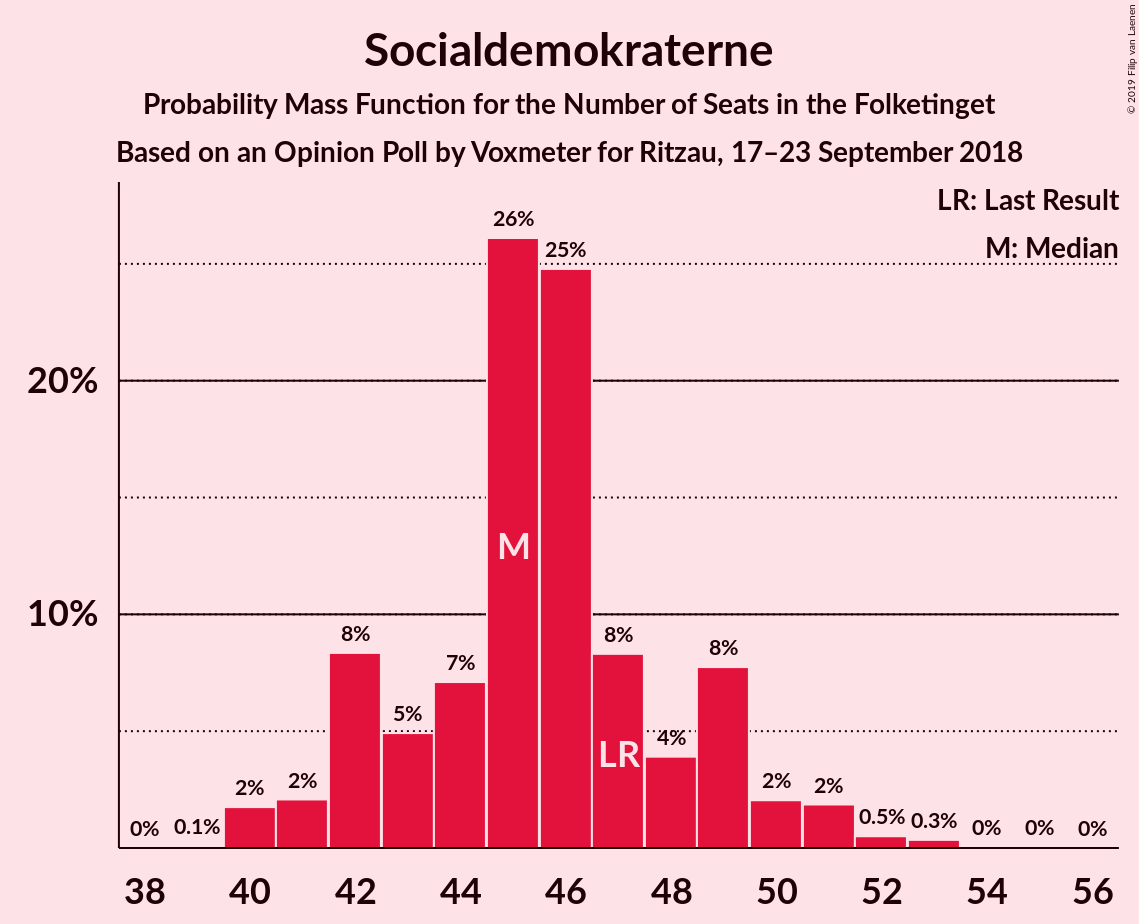 Socialdemokraterne
Probability Mass Function for the Number of Seats in the Folketinget
Based on an Opinion Poll by Voxmeter for Ritzau, 17–23 September 2018
© 2019 Filip van Laenen
LR: Last Result
M: Median
20%
10%
0%
0.1%
2%
2%
8%
5%
7%
26%
25%
8%
4%
8%
2%
2%
0.5%
0.3%
0%
0%
0%
M
LR
38 40 42 44 46 48 50 52 54 56